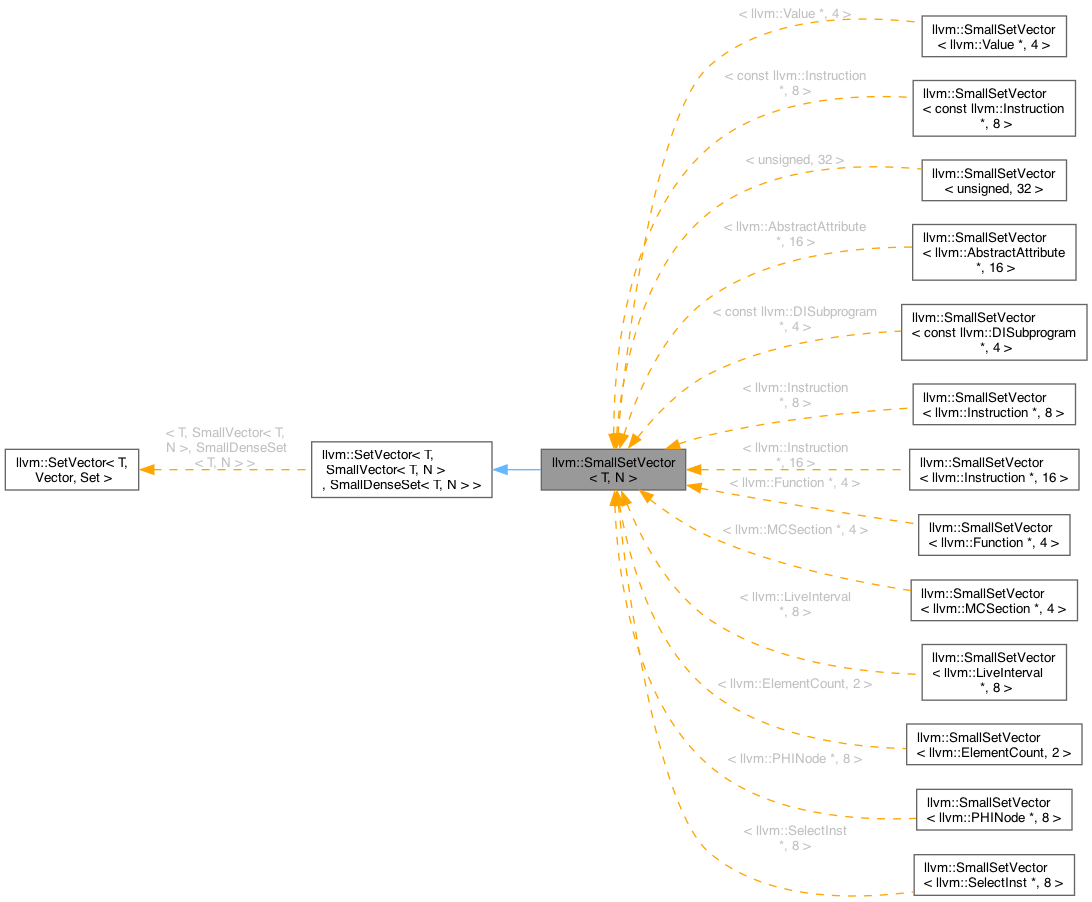 llvm::SetVector< T,
Vector, Set >
< T, SmallVector< T,
N >, SmallDenseSet
< T, N > >
llvm::SetVector< T,
SmallVector< T, N >
, SmallDenseSet< T, N > >
llvm::SmallSetVector
< T, N >
< llvm::Value *, 4 >
llvm::SmallSetVector
< llvm::Value *, 4 >
< const llvm::Instruction
*, 8 >
llvm::SmallSetVector
< const llvm::Instruction
*, 8 >
< unsigned, 32 >
llvm::SmallSetVector
< unsigned, 32 >
< llvm::AbstractAttribute
*, 16 >
llvm::SmallSetVector
< llvm::AbstractAttribute
*, 16 >
< const llvm::DISubprogram
*, 4 >
llvm::SmallSetVector
< const llvm::DISubprogram
*, 4 >
< llvm::Instruction
*, 8 >
llvm::SmallSetVector
< llvm::Instruction *, 8 >
< llvm::Instruction
*, 16 >
llvm::SmallSetVector
< llvm::Instruction *, 16 >
< llvm::Function *, 4 >
llvm::SmallSetVector
< llvm::Function *, 4 >
< llvm::MCSection *, 4 >
llvm::SmallSetVector
< llvm::MCSection *, 4 >
< llvm::LiveInterval
*, 8 >
llvm::SmallSetVector
< llvm::LiveInterval
*, 8 >
< llvm::ElementCount, 2 >
llvm::SmallSetVector
< llvm::ElementCount, 2 >
< llvm::PHINode *, 8 >
llvm::SmallSetVector
< llvm::PHINode *, 8 >
< llvm::SelectInst
*, 8 >
llvm::SmallSetVector
< llvm::SelectInst *, 8 >